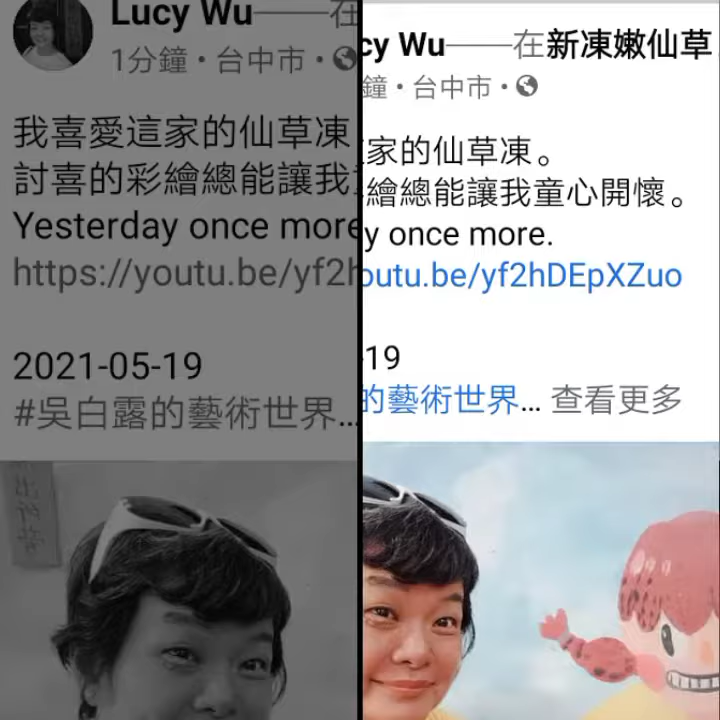 Lucy Wu——在
1分鐘・台中市・
我喜愛這家的仙草凍
討喜的彩繪總能讓我
Yesterday once more
https://youtu.be/yf2h
2021-05-19
#吳白露的藝術世界...
cy Wu——在新凍嫩仙草
鐘・台中市・
家的仙草凍。
繪總能讓我童心開懷。
y once more.
outu.be/yf2hDEpXZuo
-19
的藝術世界... 查看更多